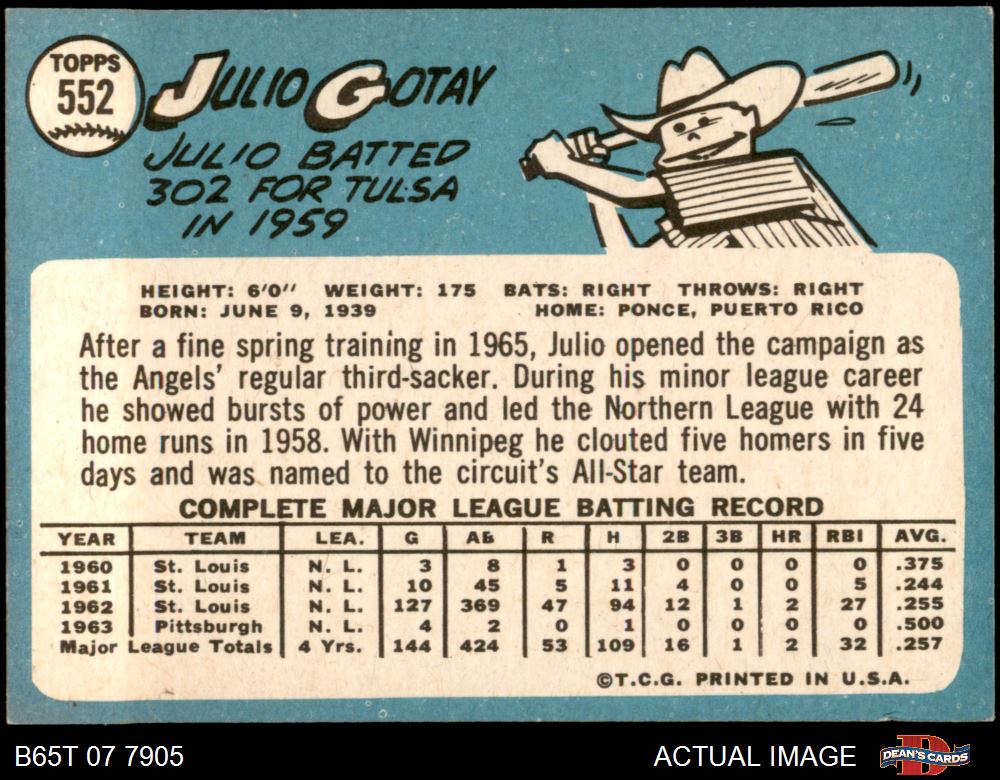 TOPPS
552
JULIO GOTAY
JULIO BATTED
302 FOR TULSA
IN 1959
HEIGHT: 6'0" WEIGHT: 175 BATS: RIGHT THROWS: RIGHT
BORN: JUNE 9, 1939 HOME: PONCE, PUERTO RICO
After a fine spring training in 1965, Julio opened the campaign as
the Angels' regular third-sacker. During his minor league career
he showed bursts of power and led the Northern League with 24
home runs in 1958. With Winnipeg he clouted five homers in five
days and was named to the circuit's All-Star team.
COMPLETE MAJOR LEAGUE BATTING RECORD
YEAR TEAM LEA. G AB R H 2B 3B HR RBI AVG.
1960 St. Louis N. L. 3 8 1 3 0 0 0 0 .375
1961 St. Louis N. L. 10 45 5 11 4 0 0 5 .244
1962 St. Louis N. L. 127 369 47 94 12 1 2 27 .255
1963 Pittsburgh N. L. 4 2 0 1 0 0 0 0 .500
Major League Totals 4 Yrs. 144 424 53 109 16 1 2 32 .257
©T.C.G. PRINTED IN U.S.A.
B65T 07 7905 ACTUAL IMAGE DEAN'S CARDS